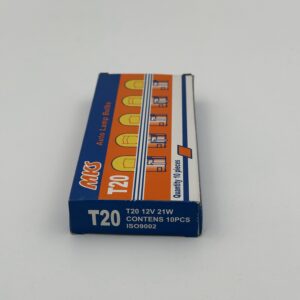 MKS
Auto Lamp Bulbs
T20
Quantity 10 pieces
T20
T20 12V 21W
CONTENS 10PCS
ISO9002